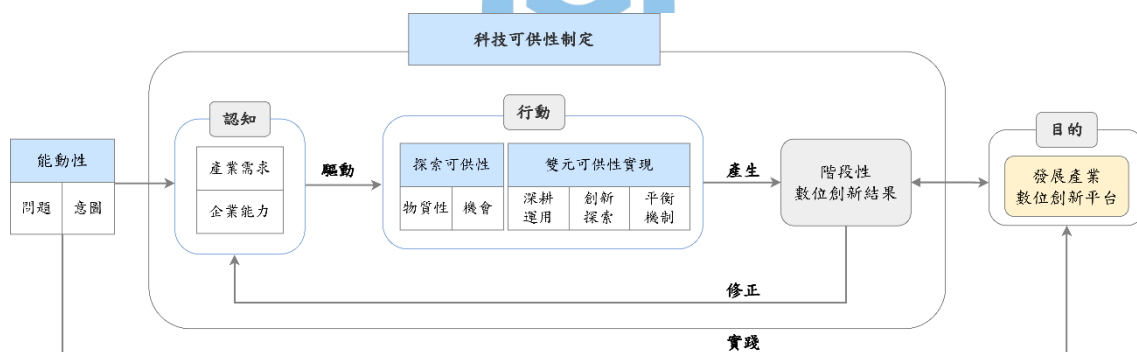 科技可供性制定
認知
行動
目的
能動性
問題
意圖
產業需求
企業能力
驅動
探索可供性
物質性
機會
雙元可供性實現
深耕
運用
創新
探索
平衡
機制
產生
階段性
數位創新結果
發展產業
數位創新平台
修正
實踐